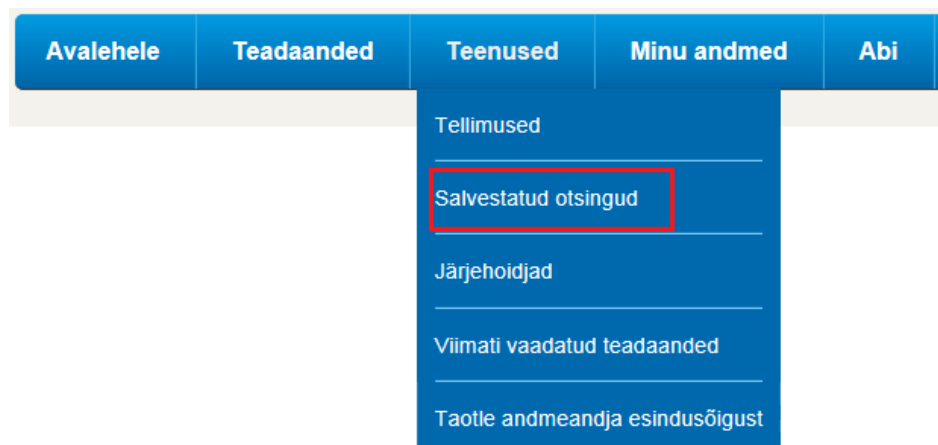 Avalehele Teadaanded Teenused Minu andmed Abi
Tellimused
Salvestatud otsingud
Järjehoidjad
Viimati vaadatud teadaanded
Taotle andmeandja esindusõigust